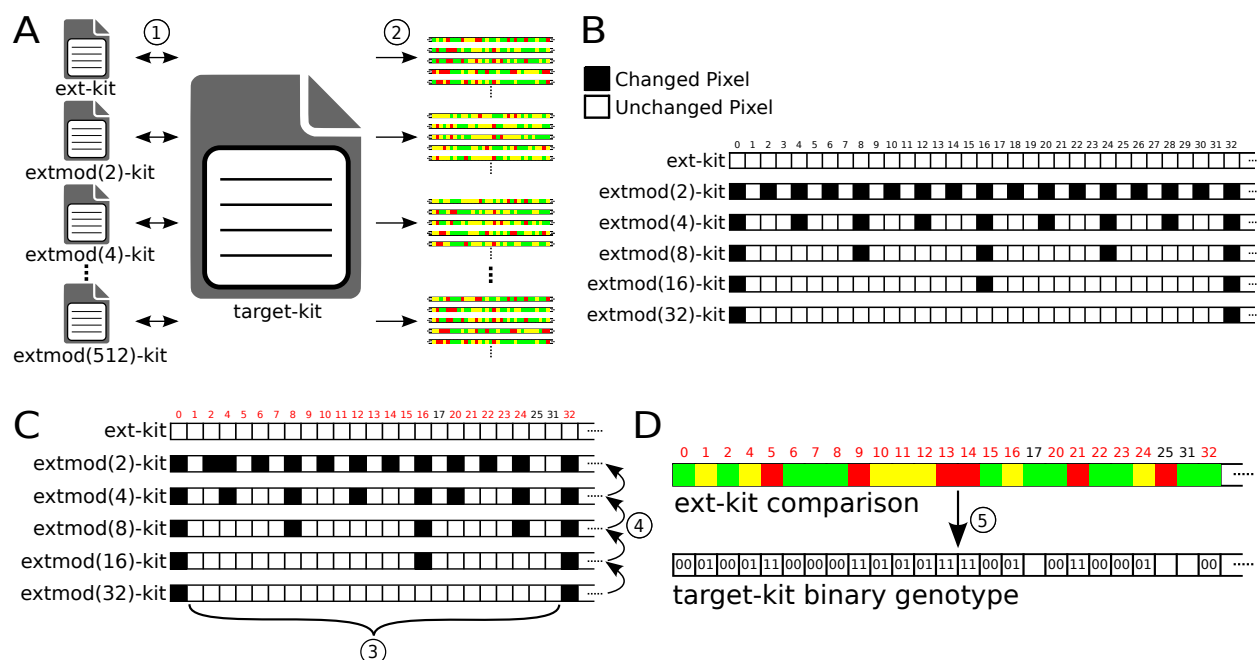 A
1
2
ext-kit
extmod(2)-kit
extmod(4)-kit
extmod(512)-kit
target-kit
B
Changed Pixel
Unchanged Pixel
0 1 2 3 4 5 6 7 8 9 10 11 12 13 14 15 16 17 18 19 20 21 22 23 24 25 26 27 28 29 30 31 32
ext-kit
extmod(2)-kit
extmod(4)-kit
extmod(8)-kit
extmod(16)-kit
extmod(32)-kit
C
0 1 2 4 5 6 7 8 9 10 11 12 13 14 15 16 17 20 21 22 23 24 25 31 32
ext-kit
extmod(2)-kit
extmod(4)-kit
extmod(8)-kit
extmod(16)-kit
extmod(32)-kit
4
3
D
0 1 2 4 5 6 7 8 9 10 11 12 13 14 15 16 17 20 21 22 23 24 25 31 32
ext-kit comparison
5
00 01 00 01 11 00 00 00 11 01 01 01 11 11 00 01 00 11 00 00 01 00
target-kit binary genotype